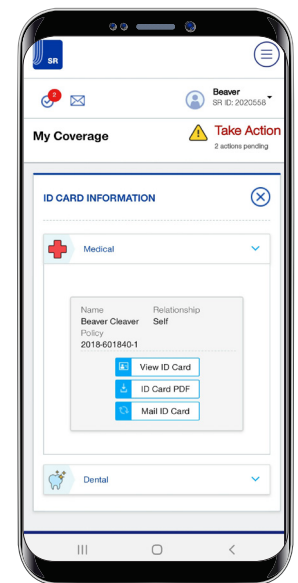 SR
2
Beaver
SR ID: 2020558
My Coverage
Take Action
2 actions pending
ID CARD INFORMATION
Medical
Name Relationship
Beaver Cleaver Self
Policy
2018-601840-1
View ID Card
ID Card PDF
Mail ID Card
Dental